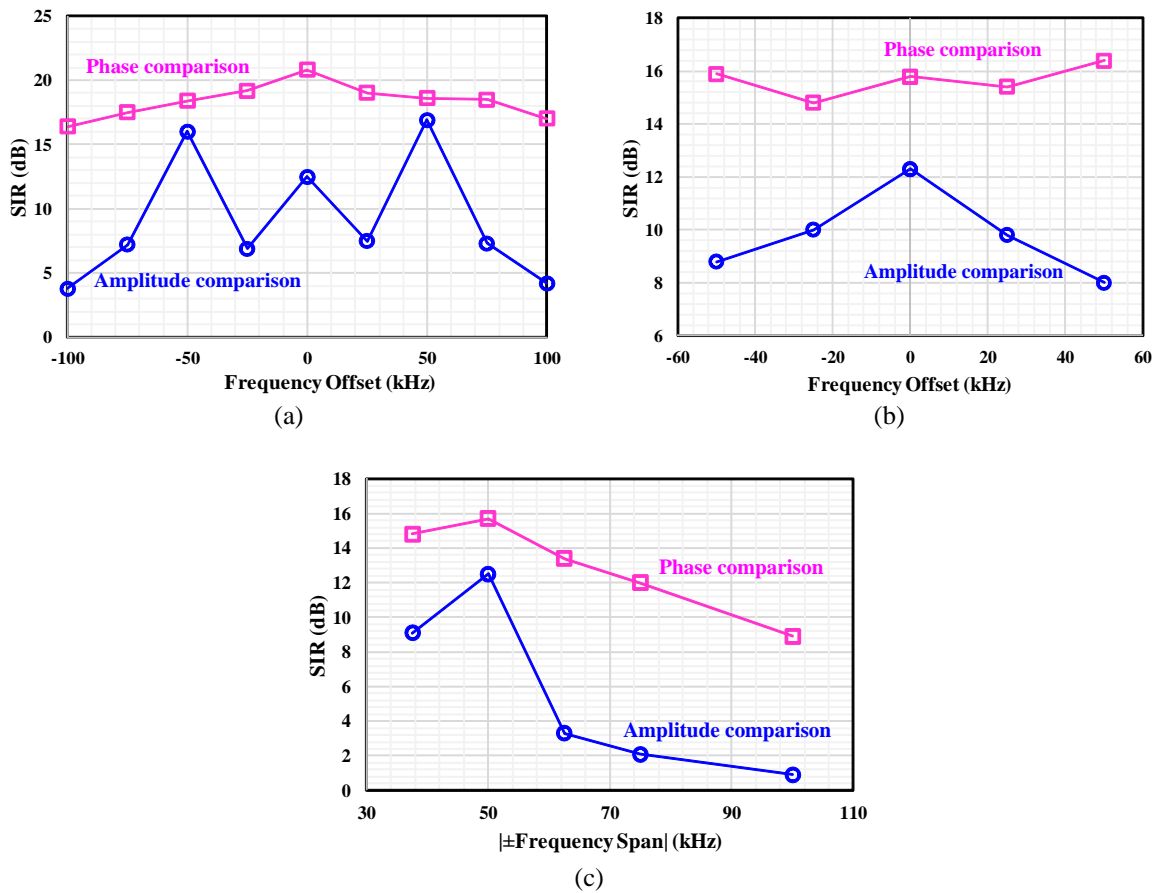 25
20
15
10
5
0
SIR (dB)
Phase comparison
Amplitude comparison
-100
-50
0
50
100
Frequency Offset (kHz)
(a)
18
16
14
12
10
8
6
SIR (dB)
Phase comparison
Amplitude comparison
-60
-40
-20
0
20
40
60
Frequency Offset (kHz)
(b)
18
16
14
12
10
8
6
4
2
0
SIR (dB)
Phase comparison
Amplitude comparison
30
50
70
90
110
|±Frequency Span| (kHz)
(c)